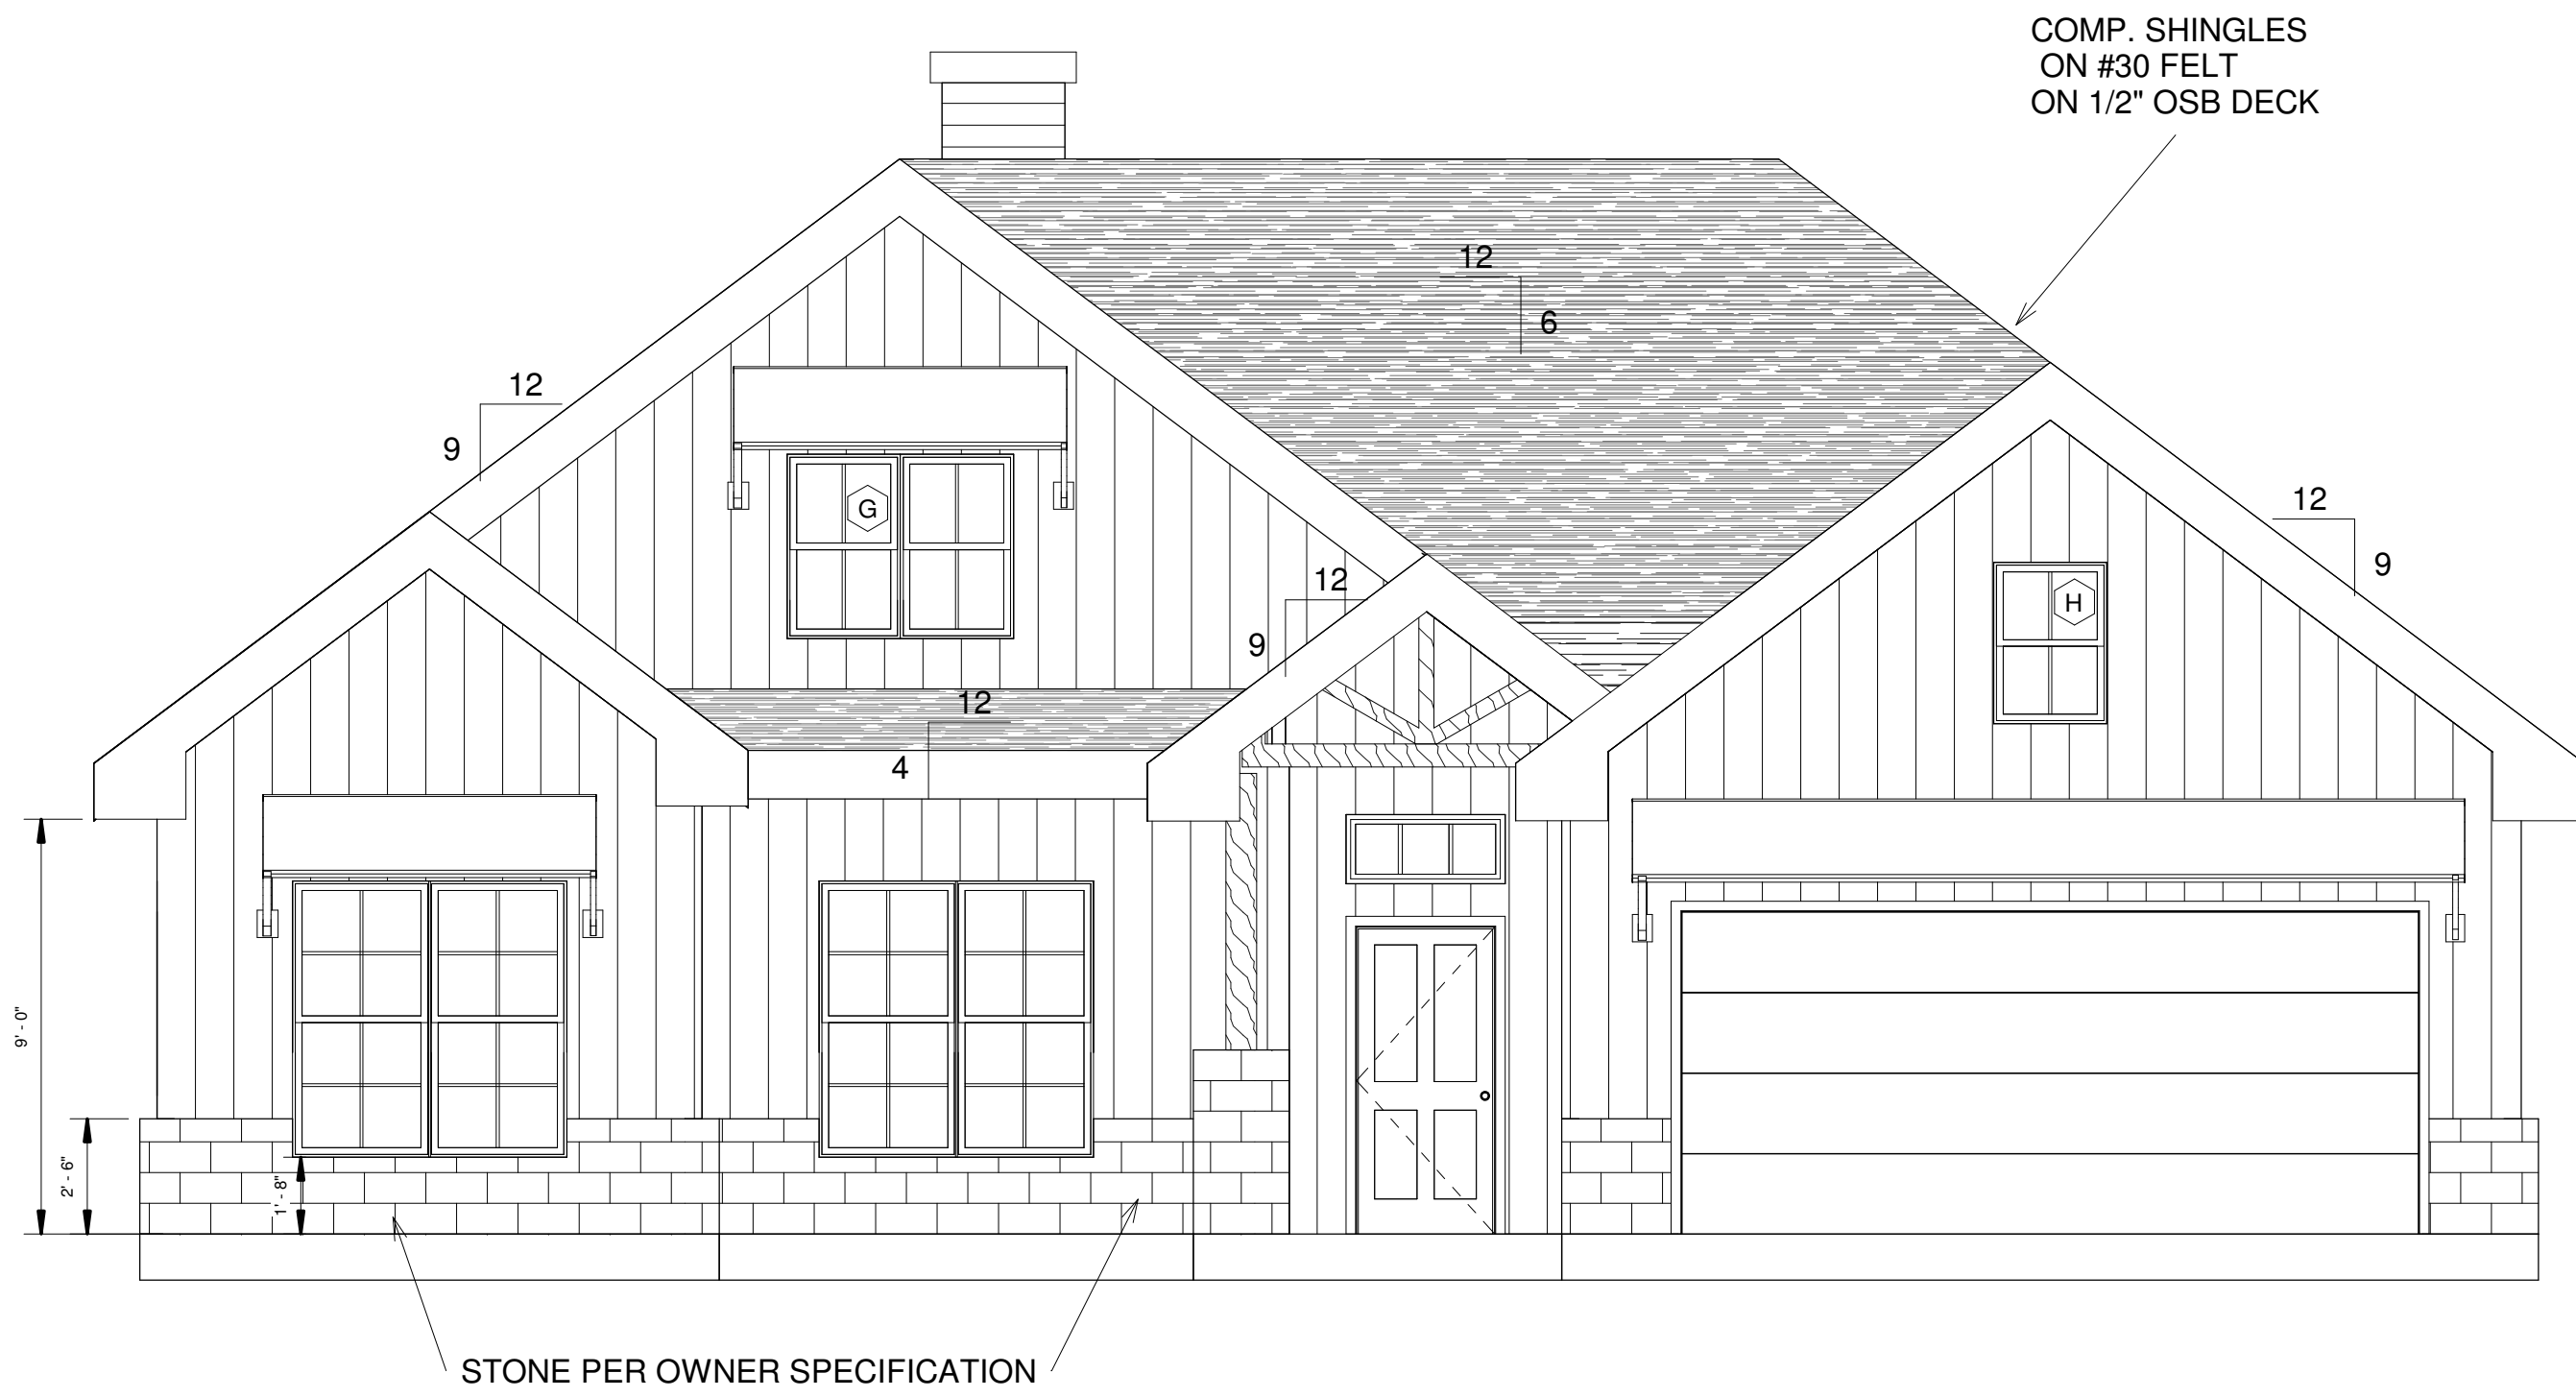 COMP. SHINGLES
ON #30 FELT
ON 1/2" OSB DECK
12
6
12
9
G
12
9
12
9
H
12
4
9' - 0"
2' - 6"
1' - 8"
STONE PER OWNER SPECIFICATION